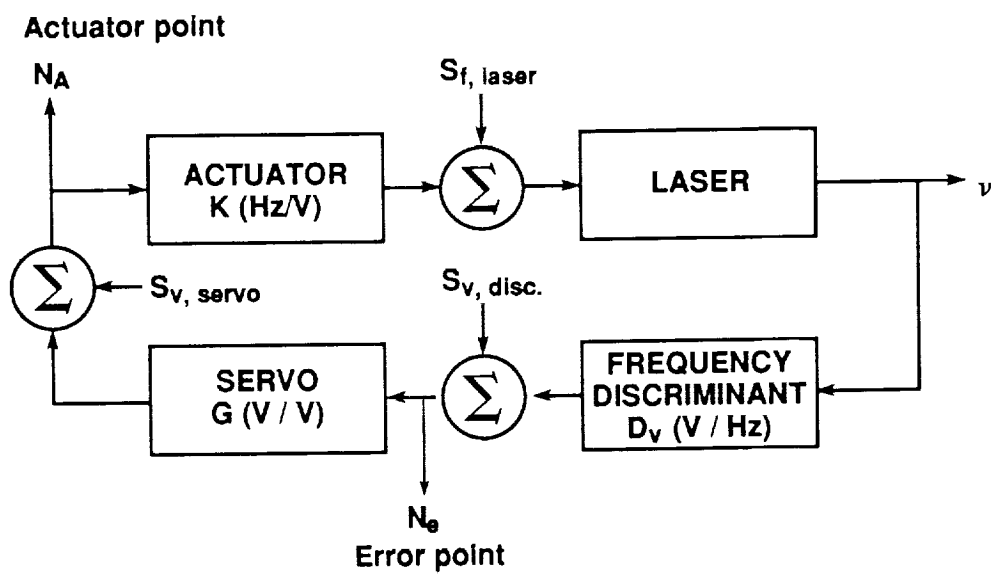 Actuator point
N_A
S_f, laser
ACTUATOR
K (Hz/V)
Σ
LASER
ν
Σ
S_v, servo
S_v, disc.
SERVO
G (V / V)
Σ
FREQUENCY
DISCRIMINANT
D_v (V / Hz)
N_e
Error point